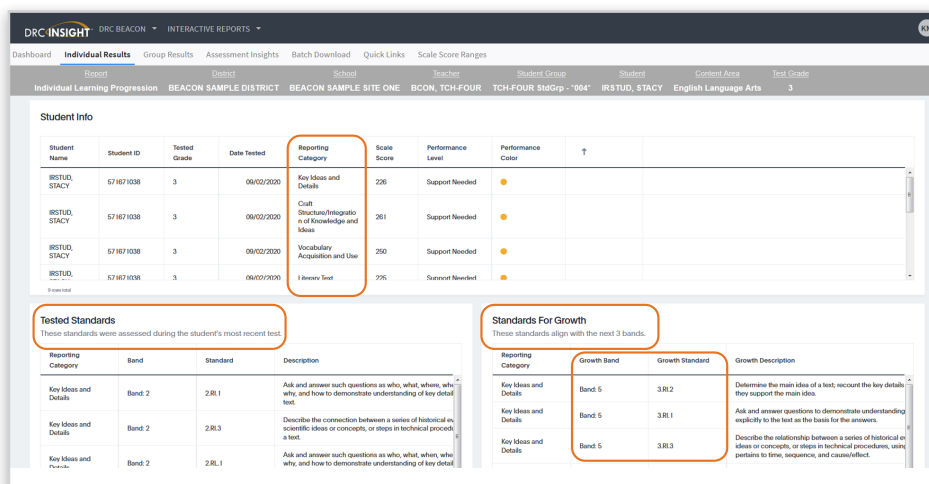 DRC INSIGHT DRC BEACON INTERACTIVE REPORTS KN
Dashboard Individual Results Group Results Assessment Insights Batch Download Quick Links Scale Score Ranges
Report District School Teacher Student Group Student Content Area Test Grade
Individual Learning Progression BEACON SAMPLE DISTRICT BEACON SAMPLE SITE ONE BCON, TCH-FOUR TCH-FOUR StdGrp - "004" IRSTUD, STACY English Language Arts 3
Student Info
Student Tested Reporting Scale Performance Performance
Name Student ID Grade Date Tested Category Score Level Color ↑
IRSTUD, Key Ideas and
STACY 571671038 3 09/02/2020 Details 226 Support Needed
Craft
IRSTUD, Structure/Integratio
STACY 571671038 3 09/02/2020 n of Knowledge and 261 Support Needed
Ideas
IRSTUD, Vocabulary
STACY 571671038 3 09/02/2020 Acquisition and Use 250 Support Needed
IRSTUD,
571671038 3 09/02/2020 Literary Text 225 Support Needed
9 rows total
Tested Standards
These standards were assessed during the student's most recent test.
Reporting
Category Band Standard Description
Key Ideas and Ask and answer such questions as who, what, where, whe
Details Band: 2 2.RI.1 why, and how to demonstrate understanding of key detail
text.
Key Ideas and Describe the connection between a series of historical ev
Details Band: 2 2.RI.3 scientific ideas or concepts, or steps in technical procedu
a text.
Key Ideas and Ask and answer such questions as who, what, when, whe
Details Band: 2 2.RL.1 why, and how to demonstrate understanding of key detail
Standards For Growth
These standards align with the next 3 bands.
Reporting
Category Growth Band Growth Standard Growth Description
Key Ideas and Determine the main idea of a text; recount the key details
Details Band: 5 3.RI.2 they support the main idea.
Key Ideas and Ask and answer questions to demonstrate understanding
Details Band: 5 3.RI.1 explicitly to the text as the basis for the answers.
Key Ideas and Describe the relationship between a series of historical ev
Details Band: 5 3.RI.3 ideas or concepts, or steps in technical procedures, using
pertains to time, sequence, and cause/effect.